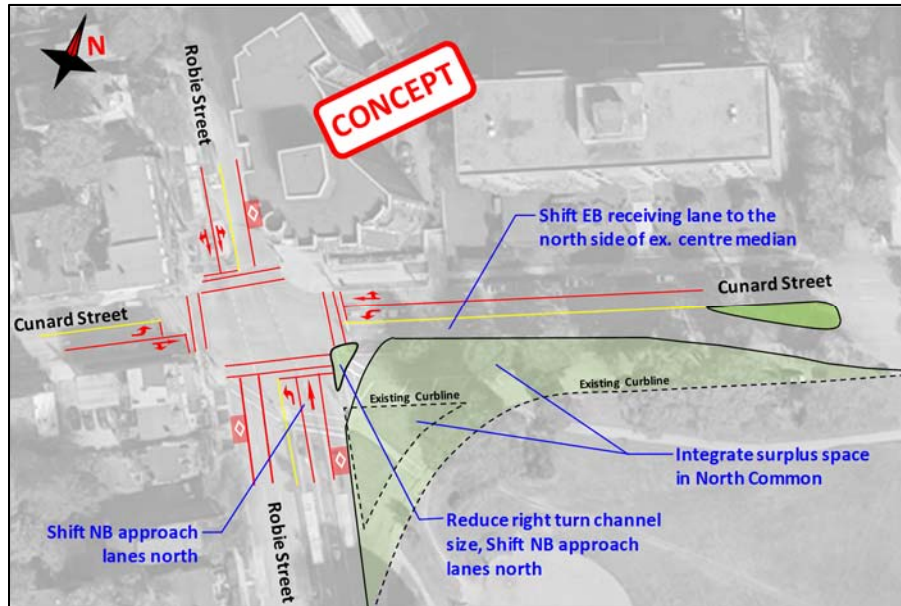 N
Robie Street
CONCEPT
Shift EB receiving lane to the
north side of ex. centre median
Cunard Street
Cunard Street
Existing Curbline
Existing Curbline
Integrate surplus space
in North Common
Shift NB approach
lanes north
Robie Street
Reduce right turn channel
size, Shift NB approach
lanes north